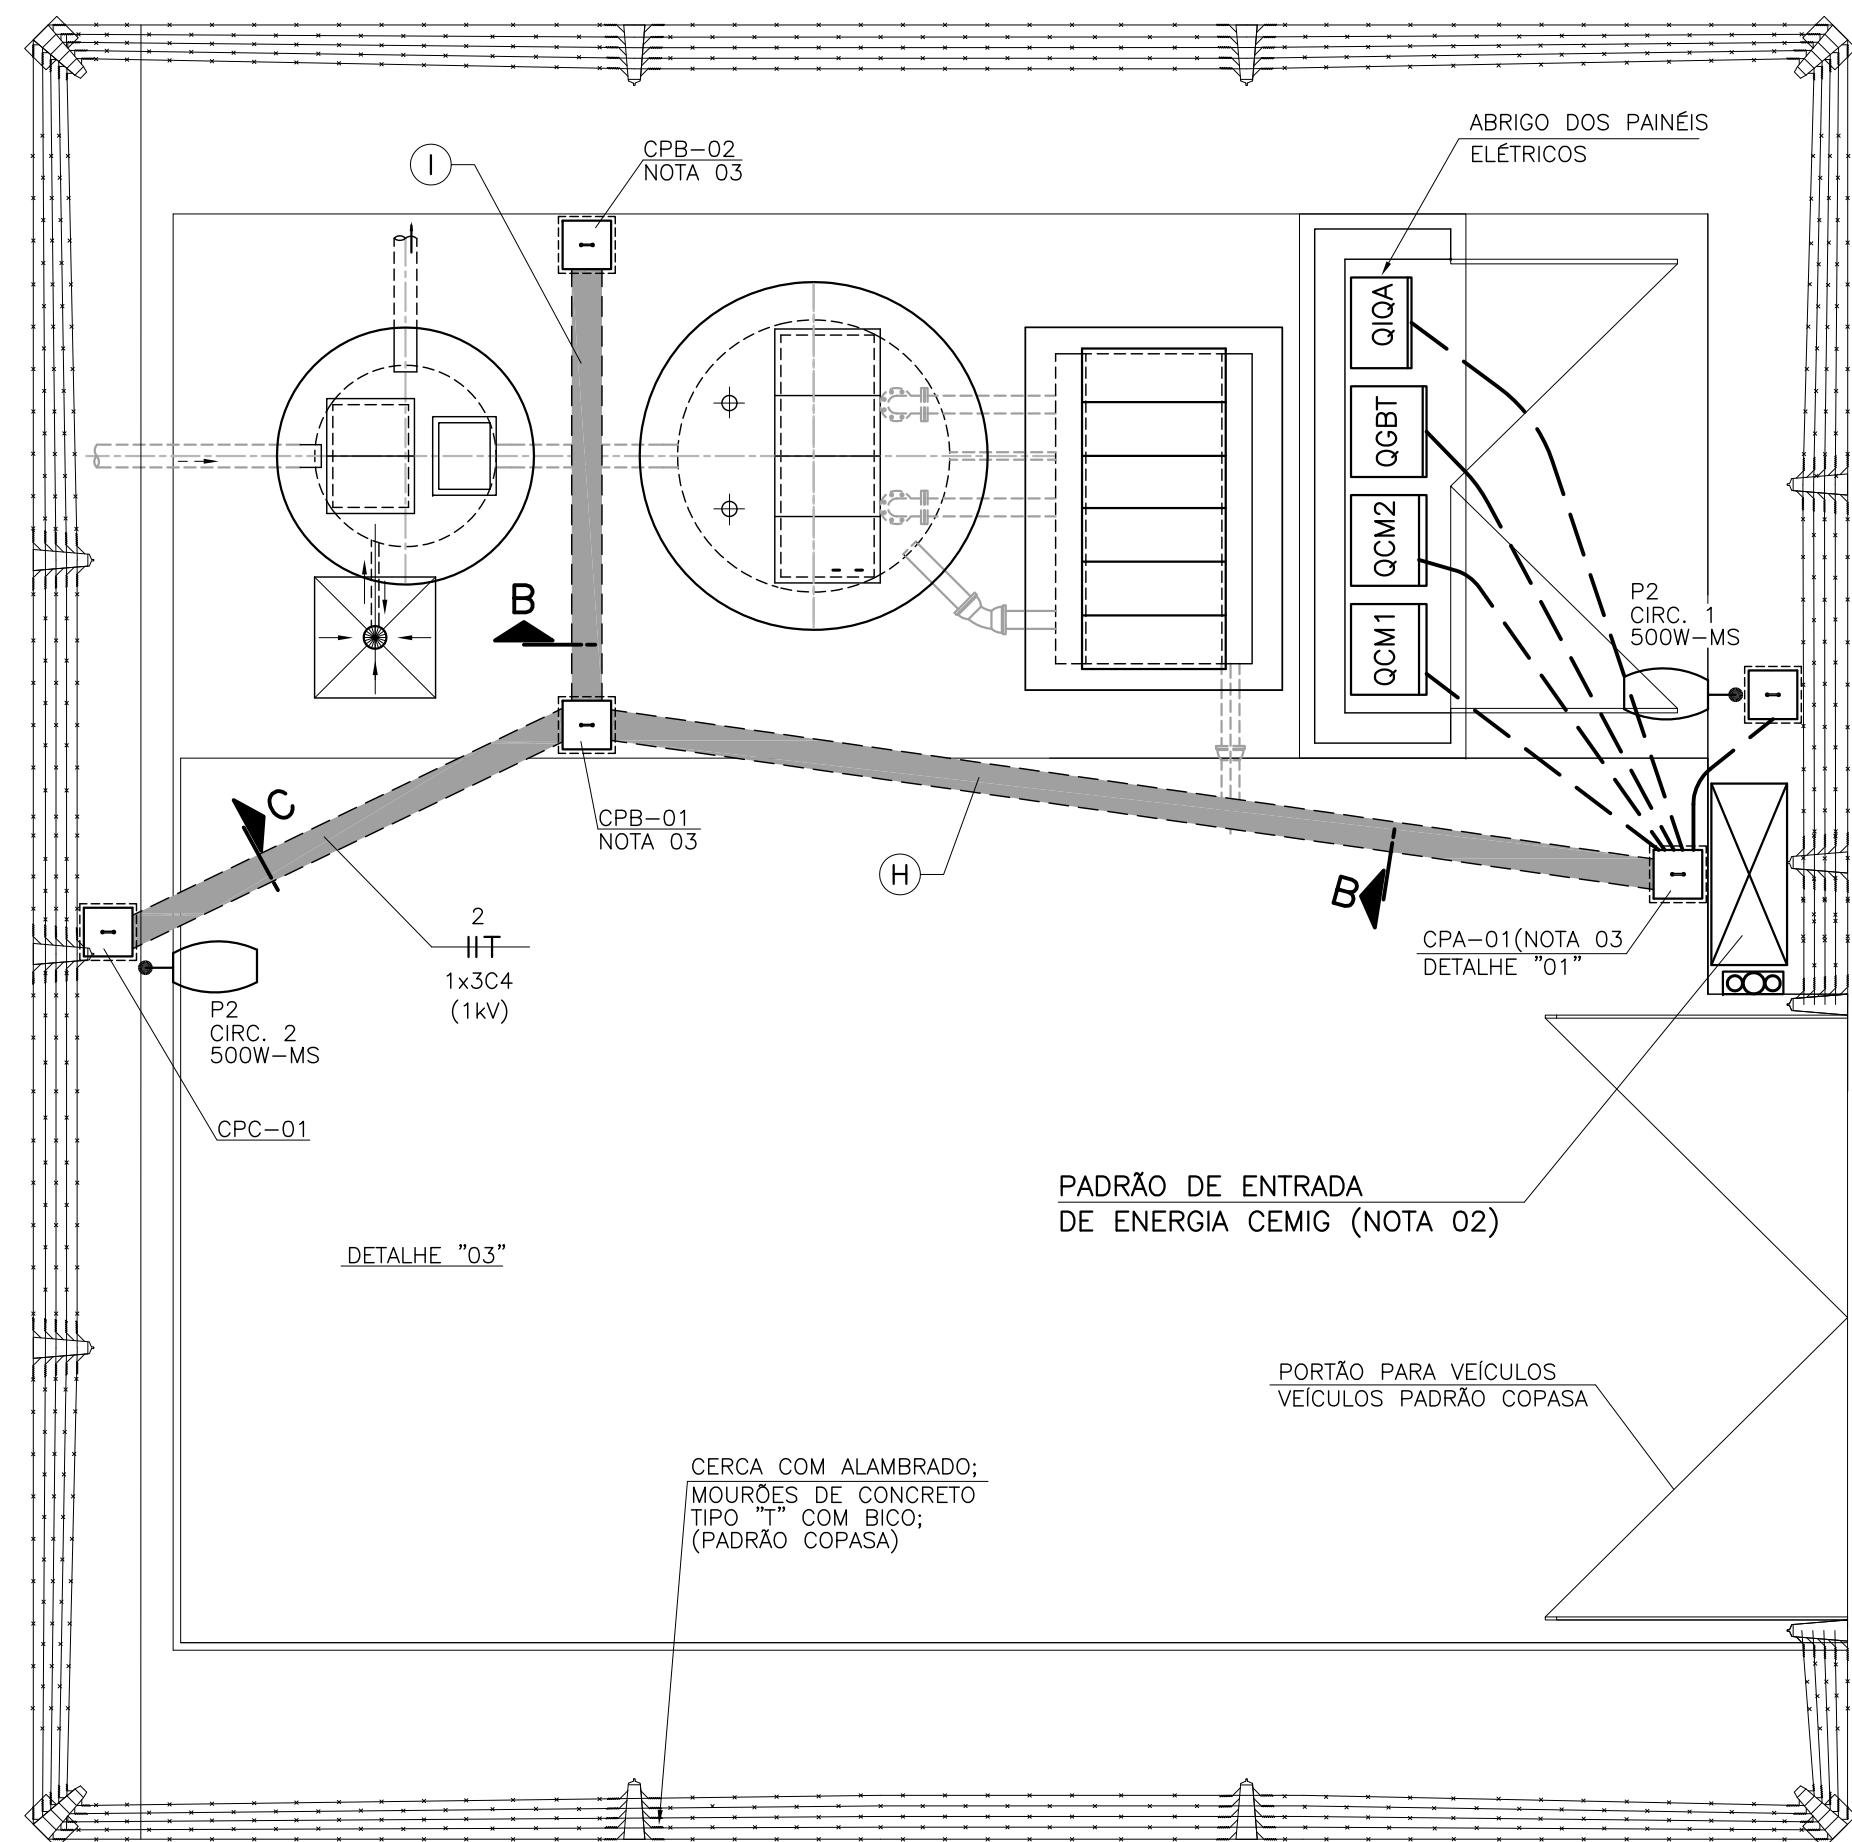 ABRIGO DOS PAINÉIS
ELÉTRICOS
CPB-02
NOTA 03
I
QIQA
QGBT
QCM2
QCM1
P2
CIRC. 1
500W-MS
B
C
CPB-01
NOTA 03
H
B
2
T
1x3C4
(1kV)
CPA-01(NOTA 03
DETALHE "01"
P2
CIRC. 2
500W-MS
CPC-01
PADRÃO DE ENTRADA
DE ENERGIA CEMIG (NOTA 02)
DETALHE "03"
PORTÃO PARA VEÍCULOS
VEÍCULOS PADRÃO COPASA
CERCA COM ALAMBRADO;
MOURÕES DE CONCRETO
TIPO "T" COM BICO;
(PADRÃO COPASA)